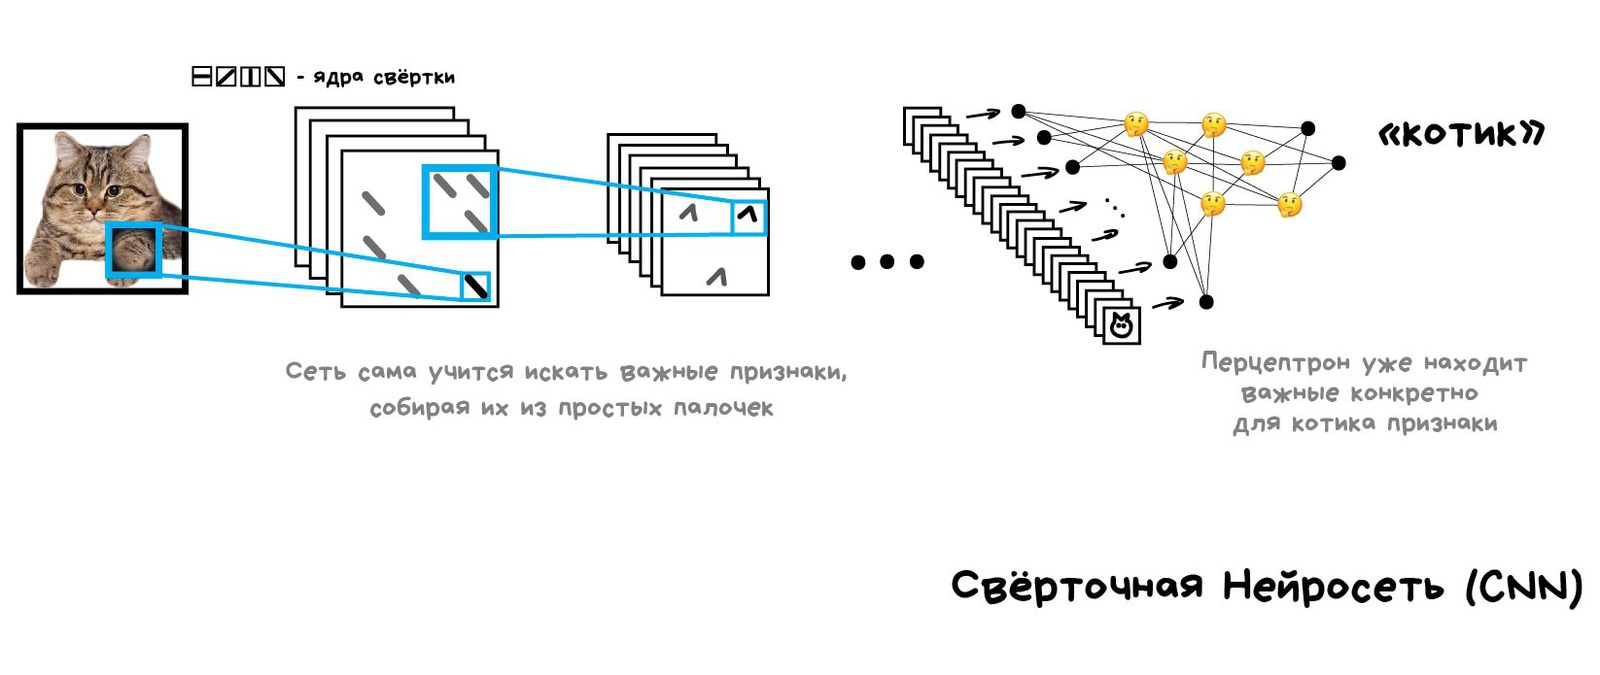 - ядра свёртки
«котик»
Сеть сама учится искать важные признаки,
собирая их из простых палочек
Перцептрон уже находит
важные конкретно
для котика признаки
Свёрточная Нейросеть (CNN)